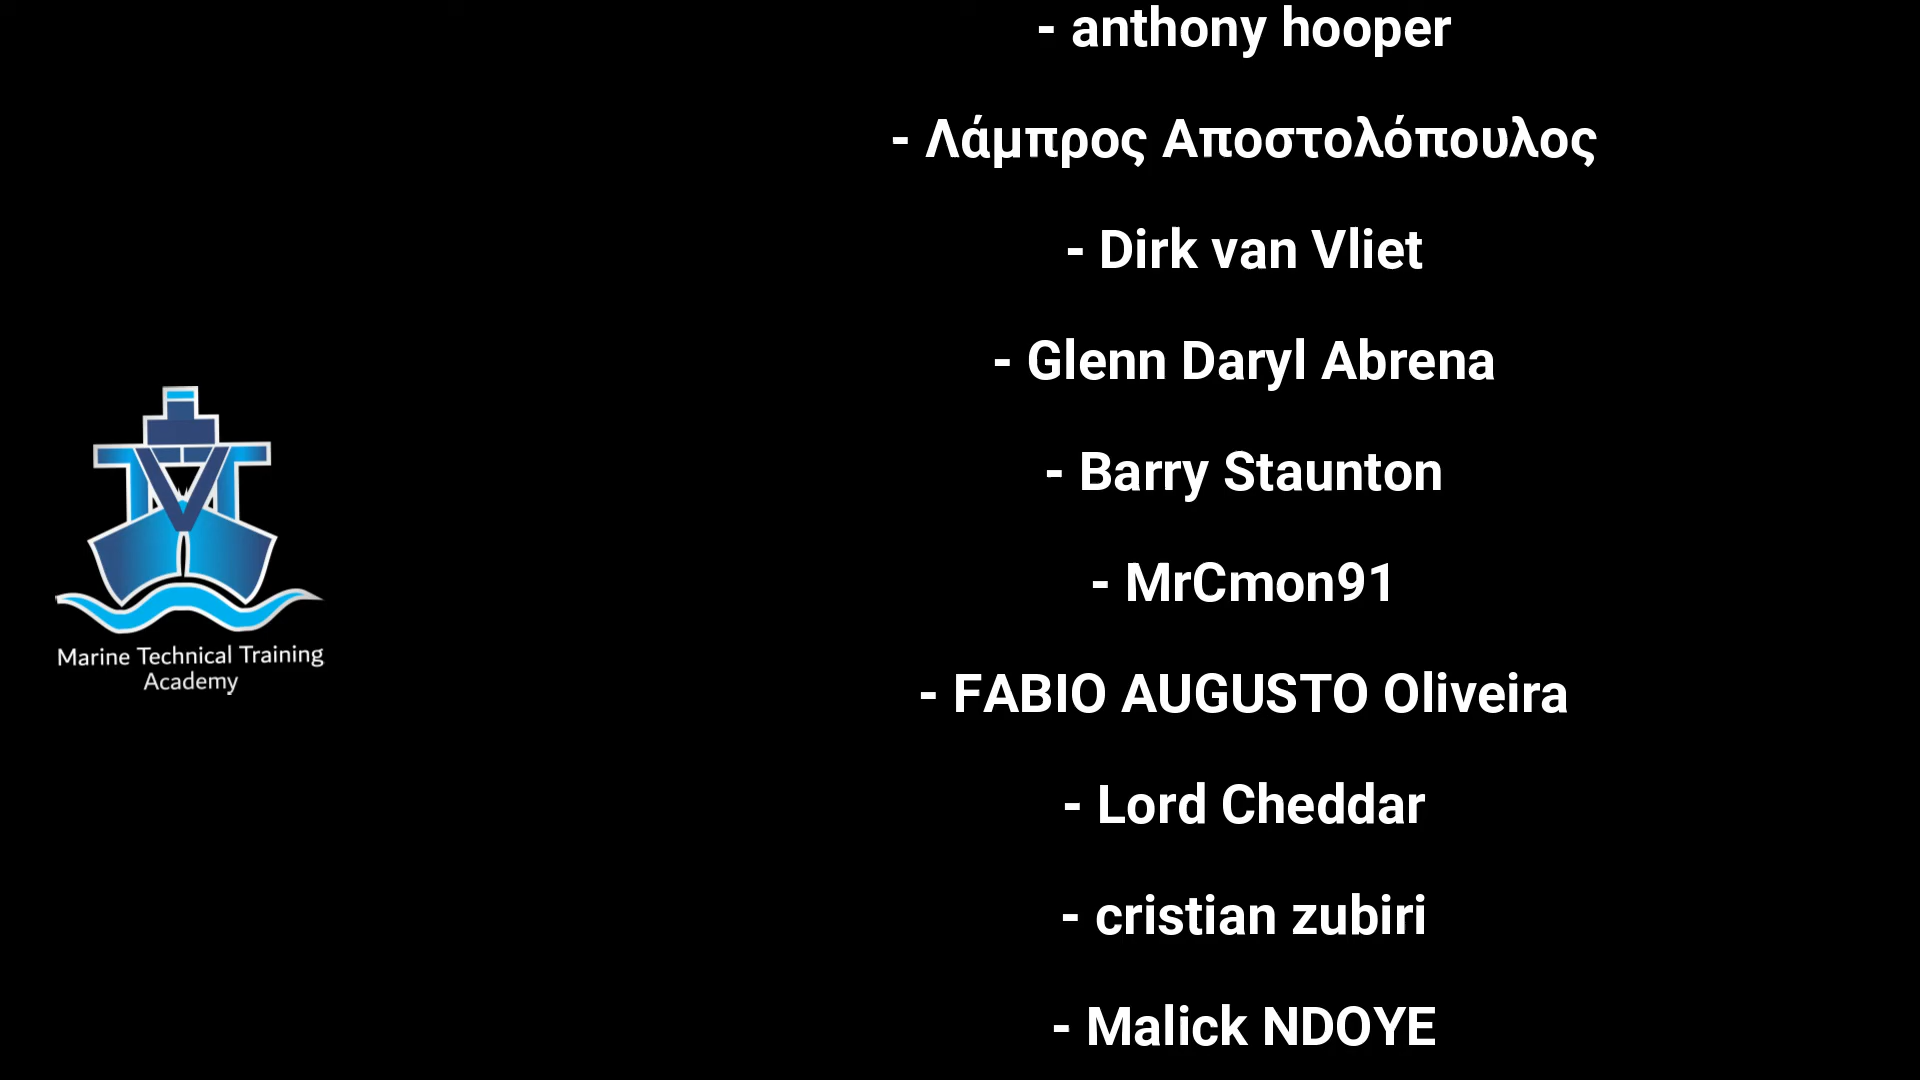 - anthony hooper
- Λάμπρος Αποστολόπουλος
- Dirk van Vliet
- Glenn Daryl Abrena
- Barry Staunton
- MrCmon91
- FABIO AUGUSTO Oliveira
- Lord Cheddar
- cristian zubiri
- Malick NDOYE
Marine Technical Training
Academy